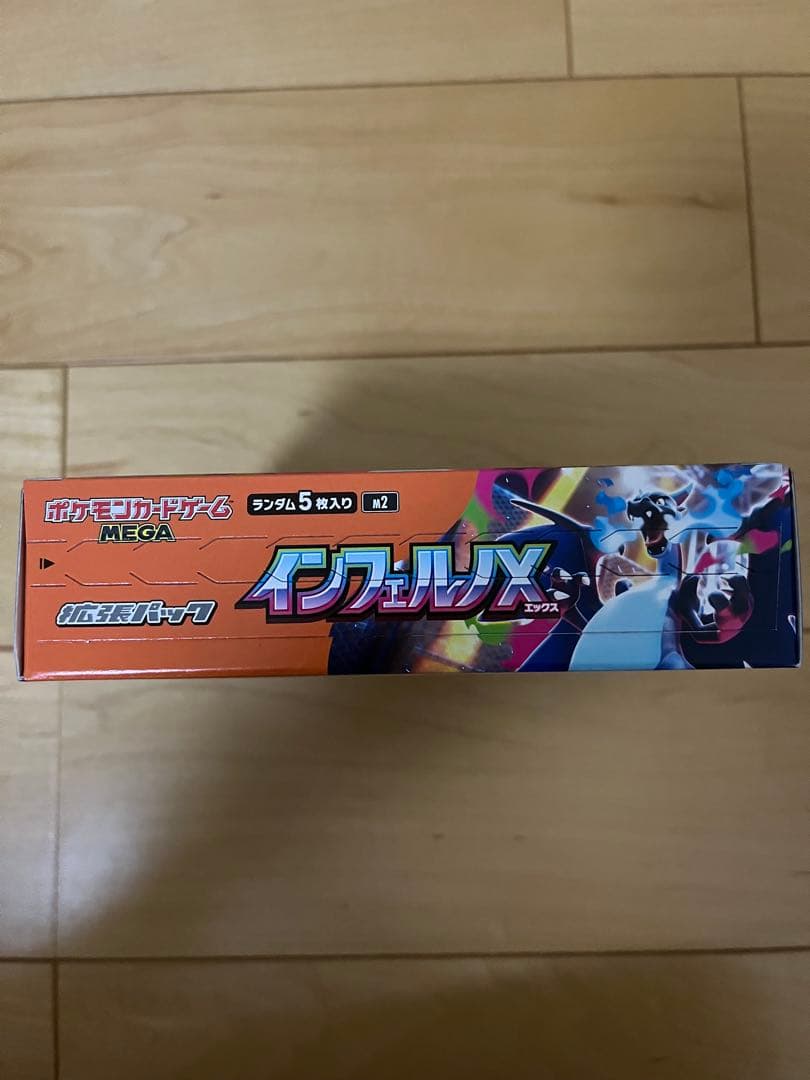 ポケモンカードゲーム
MEGA
ランダム5枚入り
M2
拡張パック
インフェルノX
エックス